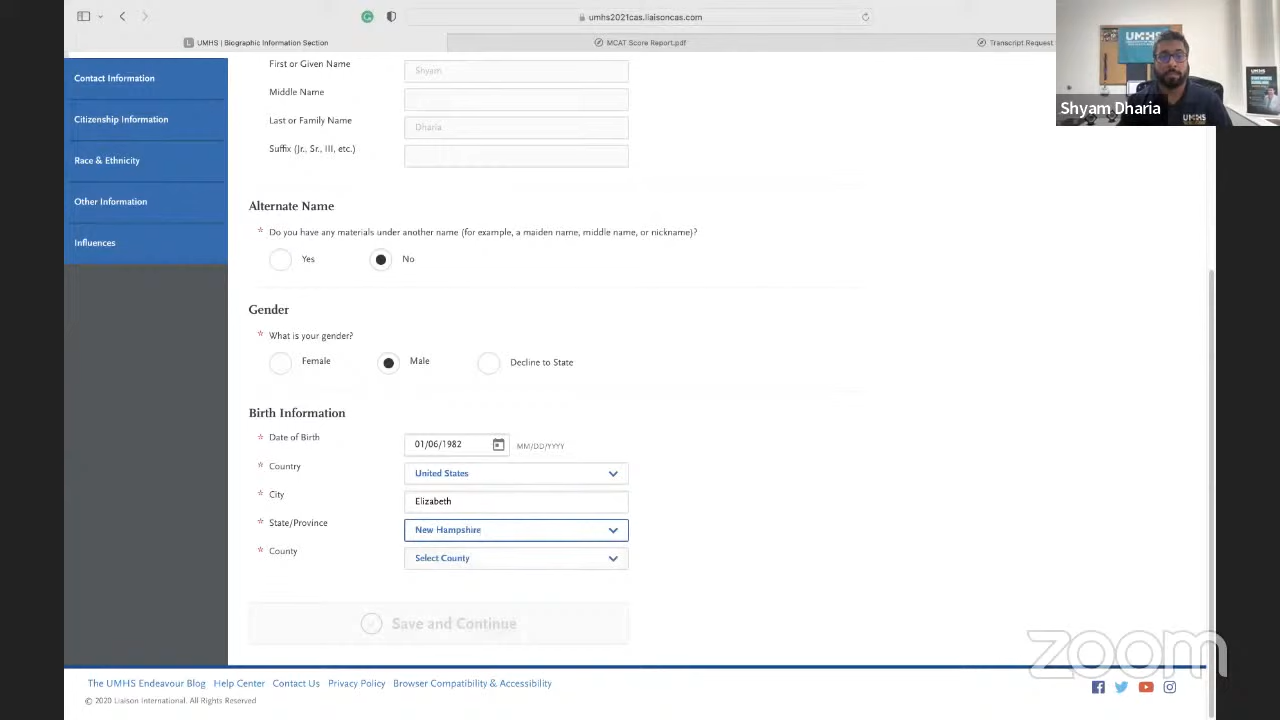 umhs2021cas.liaisoncas.com
UMHS | Biographic Information Section
MCAT Score Report.pdf
Transcript Request
UMHS
Shyam Dharia
UMHS
Contact Information
Citizenship Information
Race & Ethnicity
Other Information
Influences
First or Given Name
Shyam
Middle Name
Last or Family Name
Dharia
Suffix (Jr., Sr., III, etc.)
Alternate Name
* Do you have any materials under another name (for example, a maiden name, middle name, or nickname)?
Yes
No
Gender
* What is your gender?
Female
Male
Decline to State
Birth Information
* Date of Birth
01/06/1982
MM/DD/YYYY
* Country
United States
* City
Elizabeth
* State/Province
New Hampshire
* County
Select County
Save and Continue
zoom
The UMHS Endeavour Blog Help Center Contact Us Privacy Policy Browser Compatibility & Accessibility
© 2020 Liaison International. All Rights Reserved